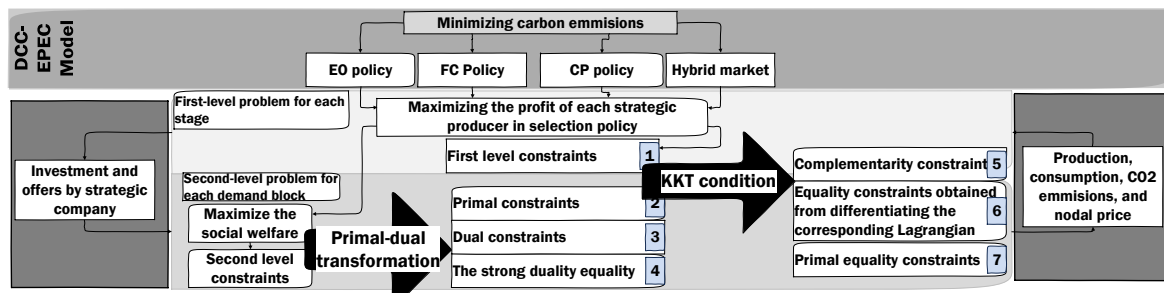 DCC-
EPEC
Model
Minimizing carbon emmisions
EO policy
FC Policy
CP policy
Hybrid market
First-level problem for each
stage
Maximizing the profit of each strategic
producer in selection policy
First level constraints 1
Investment and
offers by strategic
company
Second-level problem for
each demand block
Maximize the
social welfare
Second level
constraints
Primal-dual
transformation
Primal constraints 2
Dual constraints 3
The strong duality equality 4
KKT condition
Complementarity constraint 5
Equality constraints obtained
from differentiating the
corresponding Lagrangian
6
Primal equality constraints 7
Production,
consumption, CO2
emmisions, and
nodal price